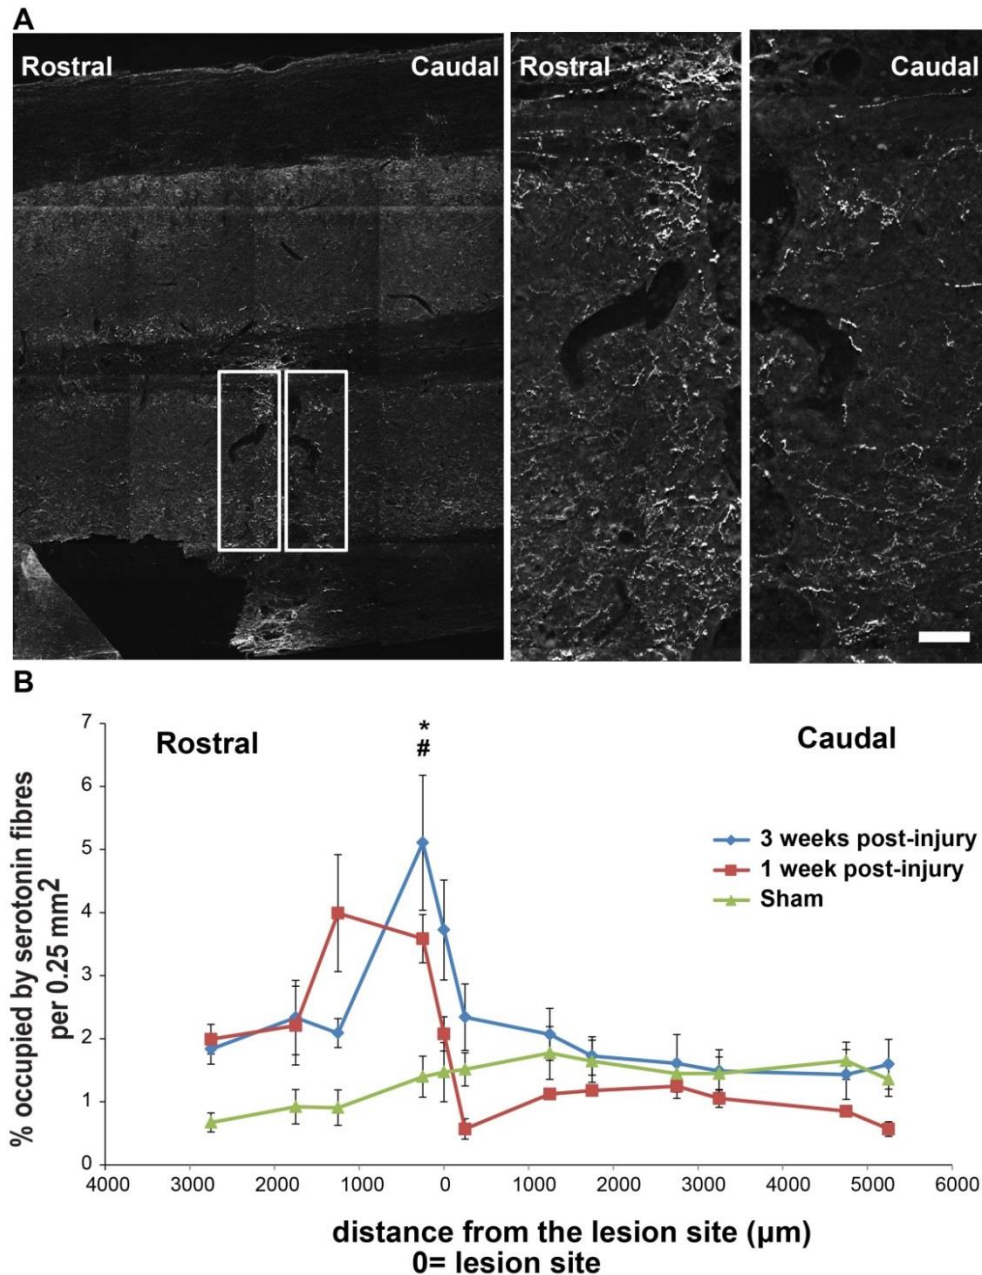 A
Rostral
Caudal
Rostral
Caudal
B
7
6
5
4
3
2
1
0
% occupied by serotonin fibres
per 0.25 mm2
Rostral
*
#
Caudal
3 weeks post-injury
1 week post-injury
Sham
4000 3000 2000 1000 0 1000 2000 3000 4000 5000 6000
distance from the lesion site (µm)
0= lesion site